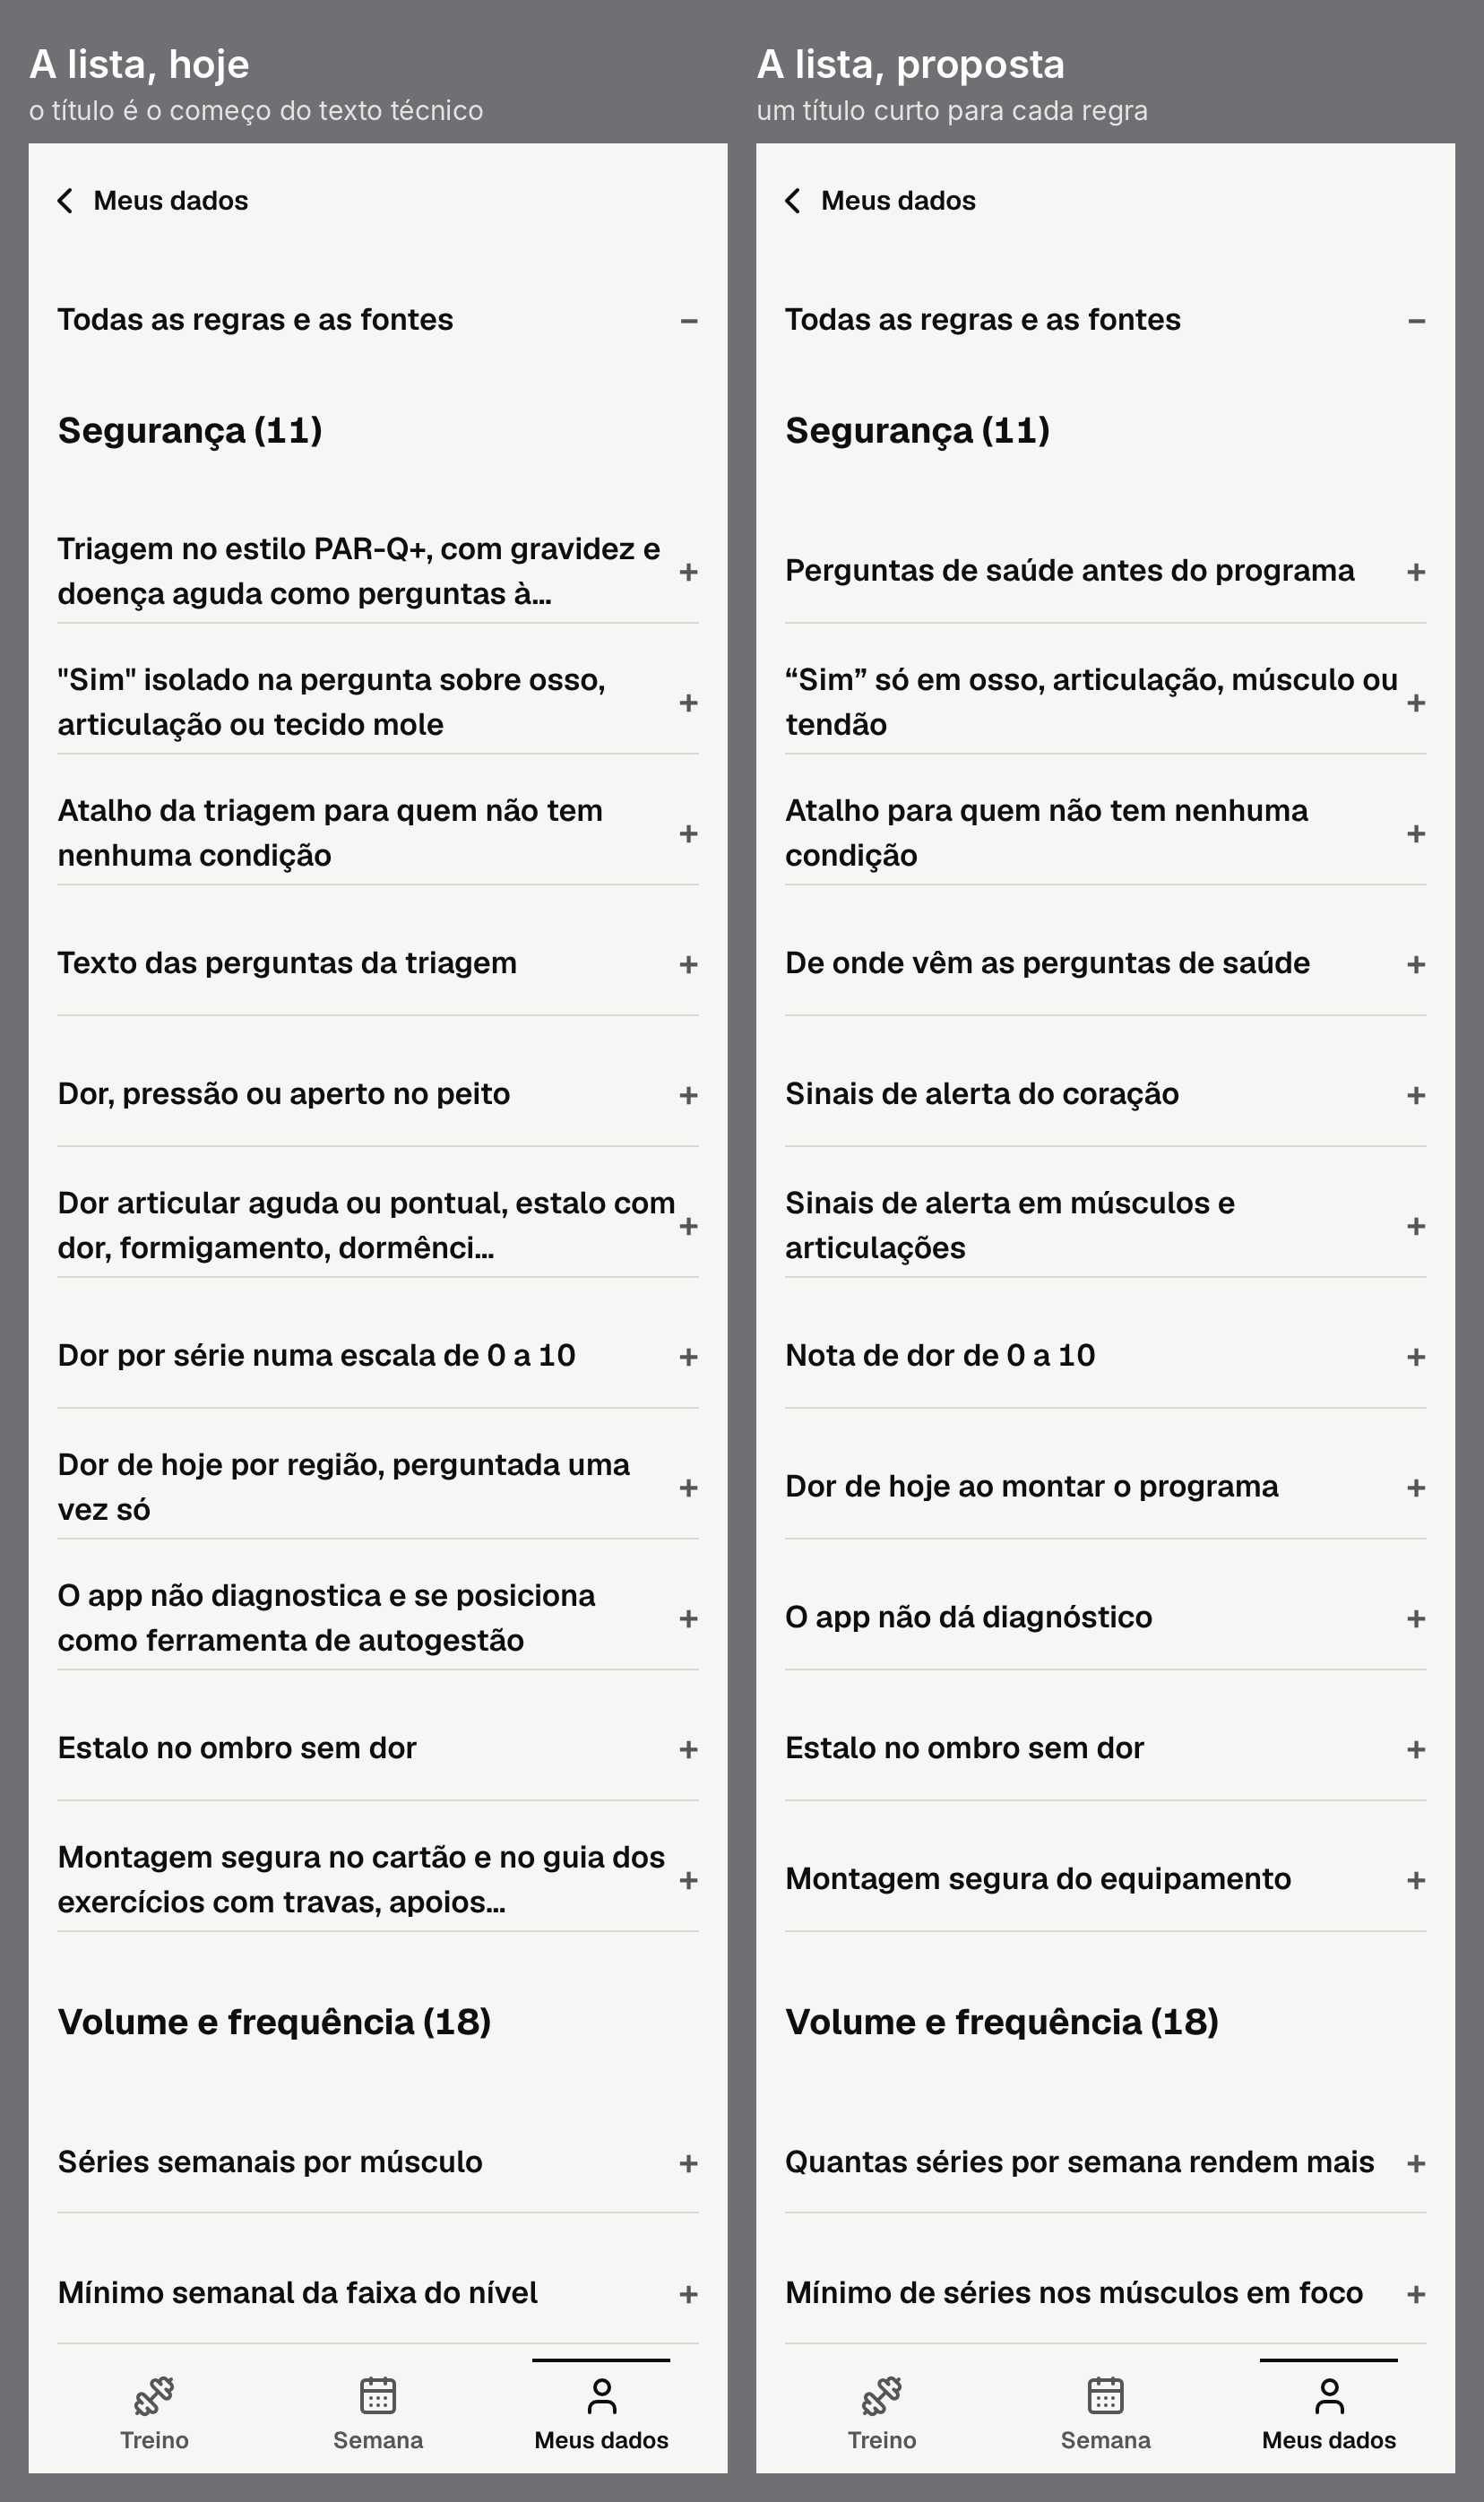 A lista, hoje
o título é o começo do texto técnico
Meus dados
Todas as regras e as fontes
Segurança (11)
Triagem no estilo PAR-Q+, com gravidez e
doença aguda como perguntas à...
"Sim" isolado na pergunta sobre osso,
articulação ou tecido mole
Atalho da triagem para quem não tem
nenhuma condição
Texto das perguntas da triagem
Dor, pressão ou aperto no peito
Dor articular aguda ou pontual, estalo com
dor, formigamento, dormênci...
Dor por série numa escala de 0 a 10
Dor de hoje por região, perguntada uma
vez só
O app não diagnostica e se posiciona
como ferramenta de autogestão
Estalo no ombro sem dor
Montagem segura no cartão e no guia dos
exercícios com travas, apoios...
Volume e frequência (18)
Séries semanais por músculo
Mínimo semanal da faixa do nível
Treino
Semana
Meus dados
A lista, proposta
um título curto para cada regra
Meus dados
Todas as regras e as fontes
Segurança (11)
Perguntas de saúde antes do programa
“Sim” só em osso, articulação, músculo ou
tendão
Atalho para quem não tem nenhuma
condição
De onde vêm as perguntas de saúde
Sinais de alerta do coração
Sinais de alerta em músculos e
articulações
Nota de dor de 0 a 10
Dor de hoje ao montar o programa
O app não dá diagnóstico
Estalo no ombro sem dor
Montagem segura do equipamento
Volume e frequência (18)
Quantas séries por semana rendem mais
Mínimo de séries nos músculos em foco
Treino
Semana
Meus dados